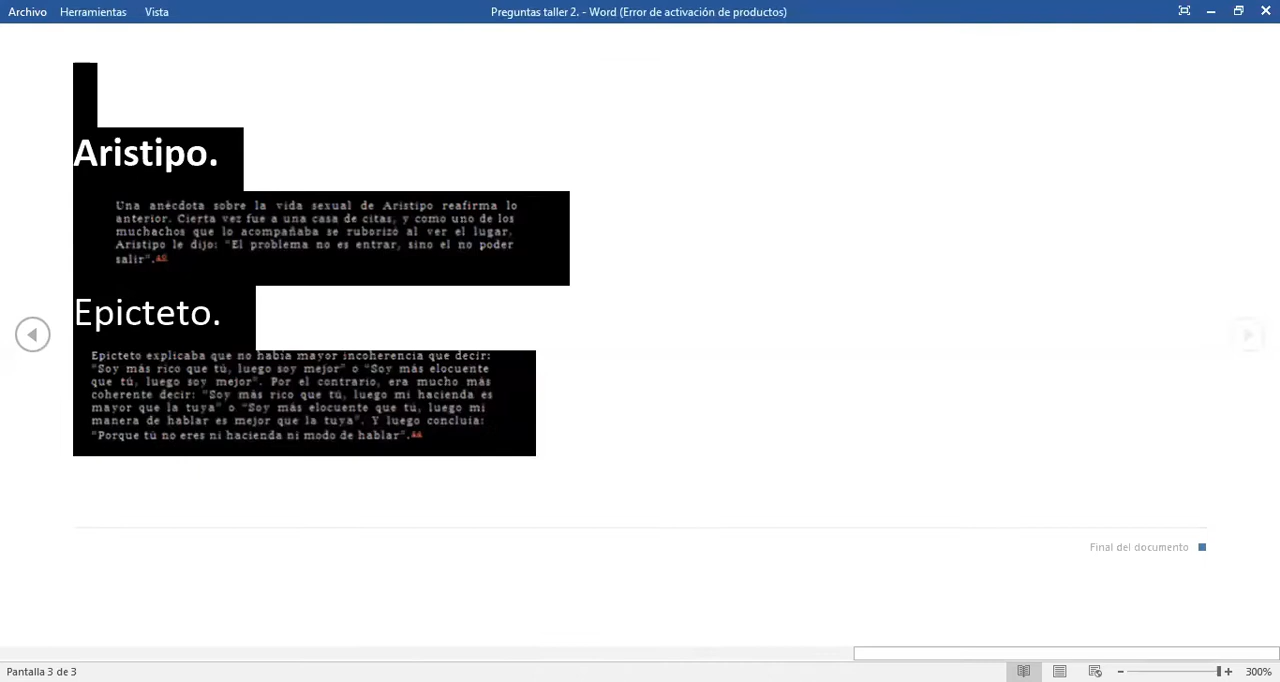 Archivo Herramientas Vista Preguntas taller 2. - Word (Error de activación de productos)
Aristipo.
Una anécdota sobre la vida sexual de Aristipo reafirma lo
anterior. Cierta vez fue a una casa de citas, y como uno de los
muchachos que lo acompañaba se ruborizó al ver el lugar,
Aristipo le dijo: "El problema no es entrar, sino el no poder
salir".
Epicteto.
Epicteto explicaba que no había mayor incoherencia que decir:
"Soy más rico que tú, luego soy mejor" o "Soy más elocuente
que tú, luego soy mejor". Por el contrario, era mucho más
coherente decir: "Soy más rico que tú, luego mi hacienda es
mayor que la tuya" o "Soy más elocuente que tú, luego mi
manera de hablar es mejor que la tuya". Y luego concluía:
"Porque tú no eres ni hacienda ni modo de hablar".
Final del documento
Pantalla 3 de 3 300%